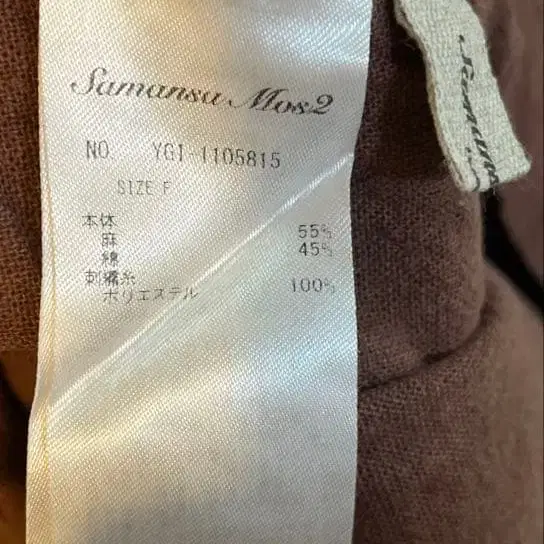 Samansa Mos2
NO. YGI-1105815
SIZE F
本体
麻 55%
綿 45%
刺繍糸
ポリエステル 100%